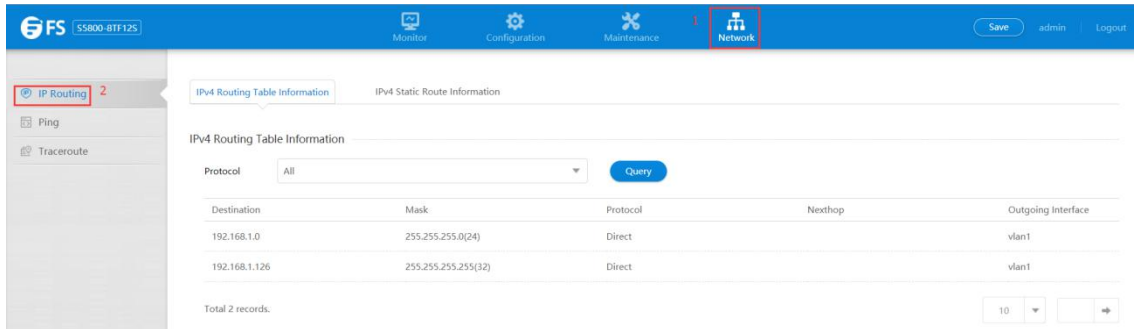 FS S5800-8TF12S
Monitor Configuration Maintenance 1 Network Save admin Logout
IP Routing 2
Ping
Traceroute
IPv4 Routing Table Information IPv4 Static Route Information
IPv4 Routing Table Information
Protocol All Query
Destination Mask Protocol Nexthop Outgoing Interface
192.168.1.0 255.255.255.0(24) Direct vlan1
192.168.1.126 255.255.255.255(32) Direct vlan1
Total 2 records. 10